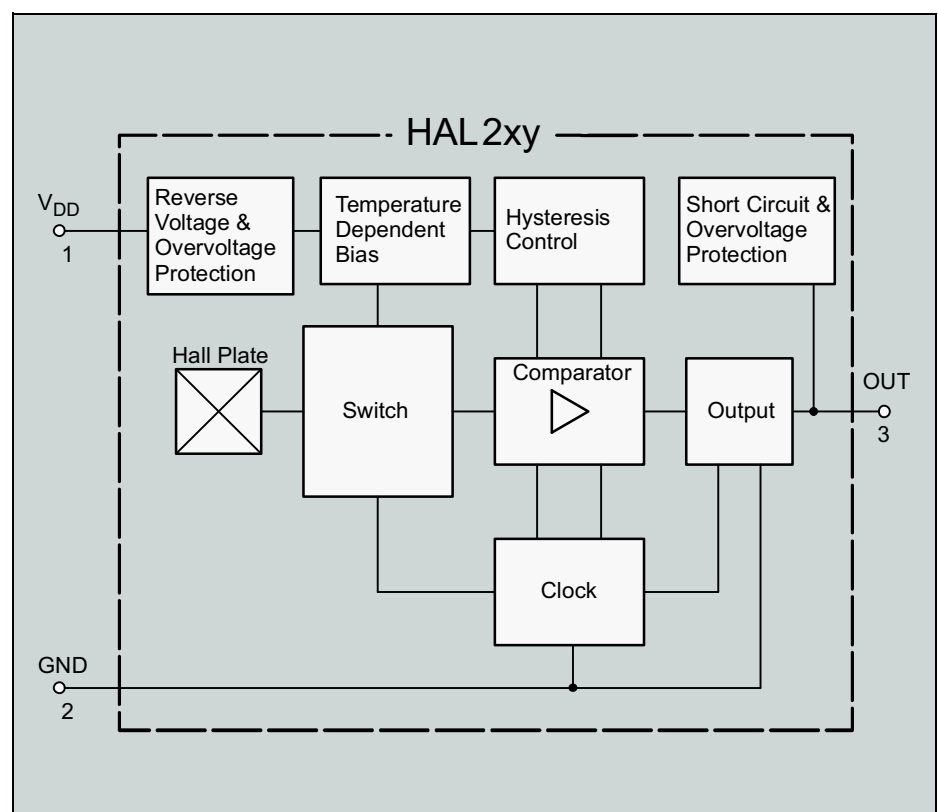 HAL 2xy
VDD
1
Reverse
Voltage &
Overvoltage
Protection
Temperature
Dependent
Bias
Hysteresis
Control
Short Circuit &
Overvoltage
Protection
Hall Plate
Switch
Comparator
Output
OUT
3
Clock
GND
2